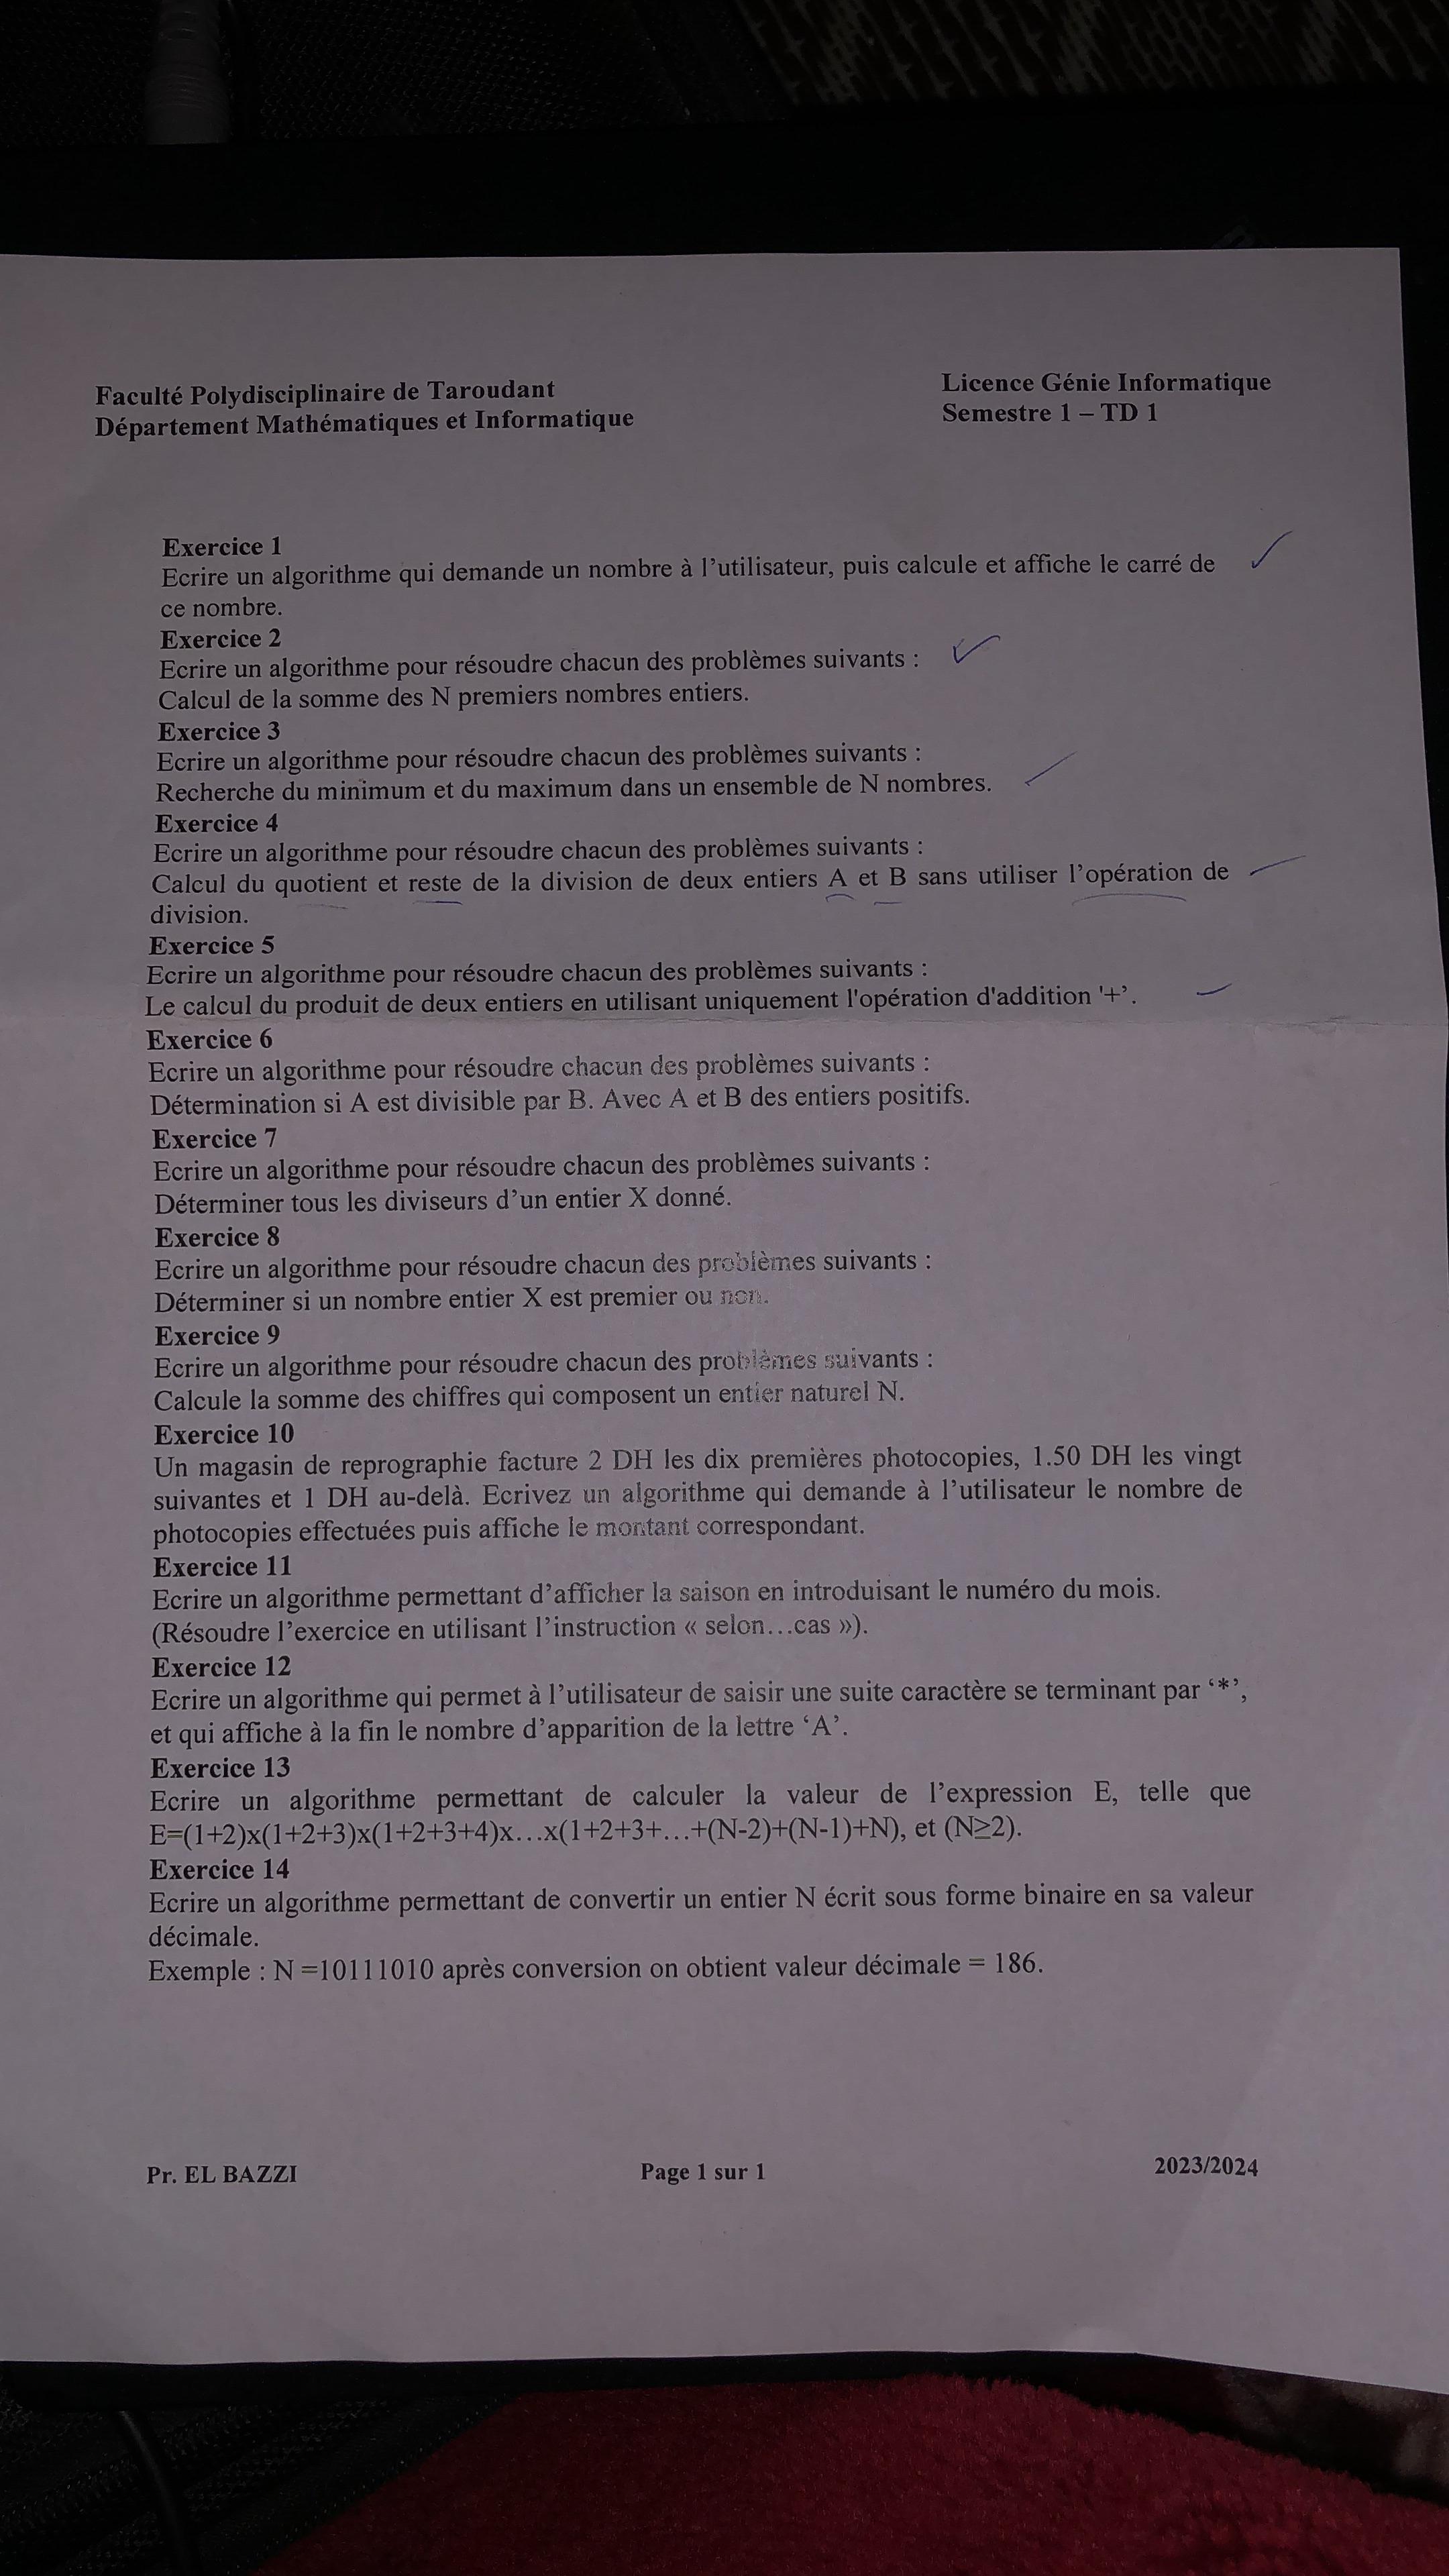 Faculté Polydisciplinaire de Taroudant
Licence Génie Informatique
Département Mathématiques et Informatique
Semestre 1 – TD 1
Exercice 1
Ecrire un algorithme qui demande un nombre à l’utilisateur, puis calcule et affiche le carré de
ce nombre.
Exercice 2
Ecrire un algorithme pour résoudre chacun des problèmes suivants :
Calcul de la somme des N premiers nombres entiers.
Exercice 3
Ecrire un algorithme pour résoudre chacun des problèmes suivants :
Recherche du minimum et du maximum dans un ensemble de N nombres.
Exercice 4
Ecrire un algorithme pour résoudre chacun des problèmes suivants :
Calcul du quotient et reste de la division de deux entiers A et B sans utiliser l’opération de
division.
Exercice 5
Ecrire un algorithme pour résoudre chacun des problèmes suivants :
Le calcul du produit de deux entiers en utilisant uniquement l'opération d'addition '+’.
Exercice 6
Ecrire un algorithme pour résoudre chacun des problèmes suivants :
Détermination si A est divisible par B. Avec A et B des entiers positifs.
Exercice 7
Ecrire un algorithme pour résoudre chacun des problèmes suivants :
Déterminer tous les diviseurs d’un entier X donné.
Exercice 8
Ecrire un algorithme pour résoudre chacun des problèmes suivants :
Déterminer si un nombre entier X est premier ou non.
Exercice 9
Ecrire un algorithme pour résoudre chacun des problèmes suivants :
Calcule la somme des chiffres qui composent un entier naturel N.
Exercice 10
Un magasin de reprographie facture 2 DH les dix premières photocopies, 1.50 DH les vingt
suivantes et 1 DH au-delà. Ecrivez un algorithme qui demande à l’utilisateur le nombre de
photocopies effectuées puis affiche le montant correspondant.
Exercice 11
Ecrire un algorithme permettant d’afficher la saison en introduisant le numéro du mois.
(Résoudre l’exercice en utilisant l’instruction « selon…cas »).
Exercice 12
Ecrire un algorithme qui permet à l’utilisateur de saisir une suite caractère se terminant par ‘*’,
et qui affiche à la fin le nombre d’apparition de la lettre ‘A’.
Exercice 13
Ecrire un algorithme permettant de calculer la valeur de l’expression E, telle que
E=(1+2)x(1+2+3)x(1+2+3+4)x…x(1+2+3+…+(N-2)+(N-1)+N), et (N≥2).
Exercice 14
Ecrire un algorithme permettant de convertir un entier N écrit sous forme binaire en sa valeur
décimale.
Exemple : N =10111010 après conversion on obtient valeur décimale = 186.
Pr. EL BAZZI
Page 1 sur 1
2023/2024